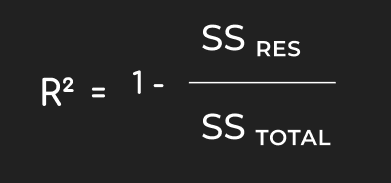 SS RES
R² = 1 -
SS TOTAL